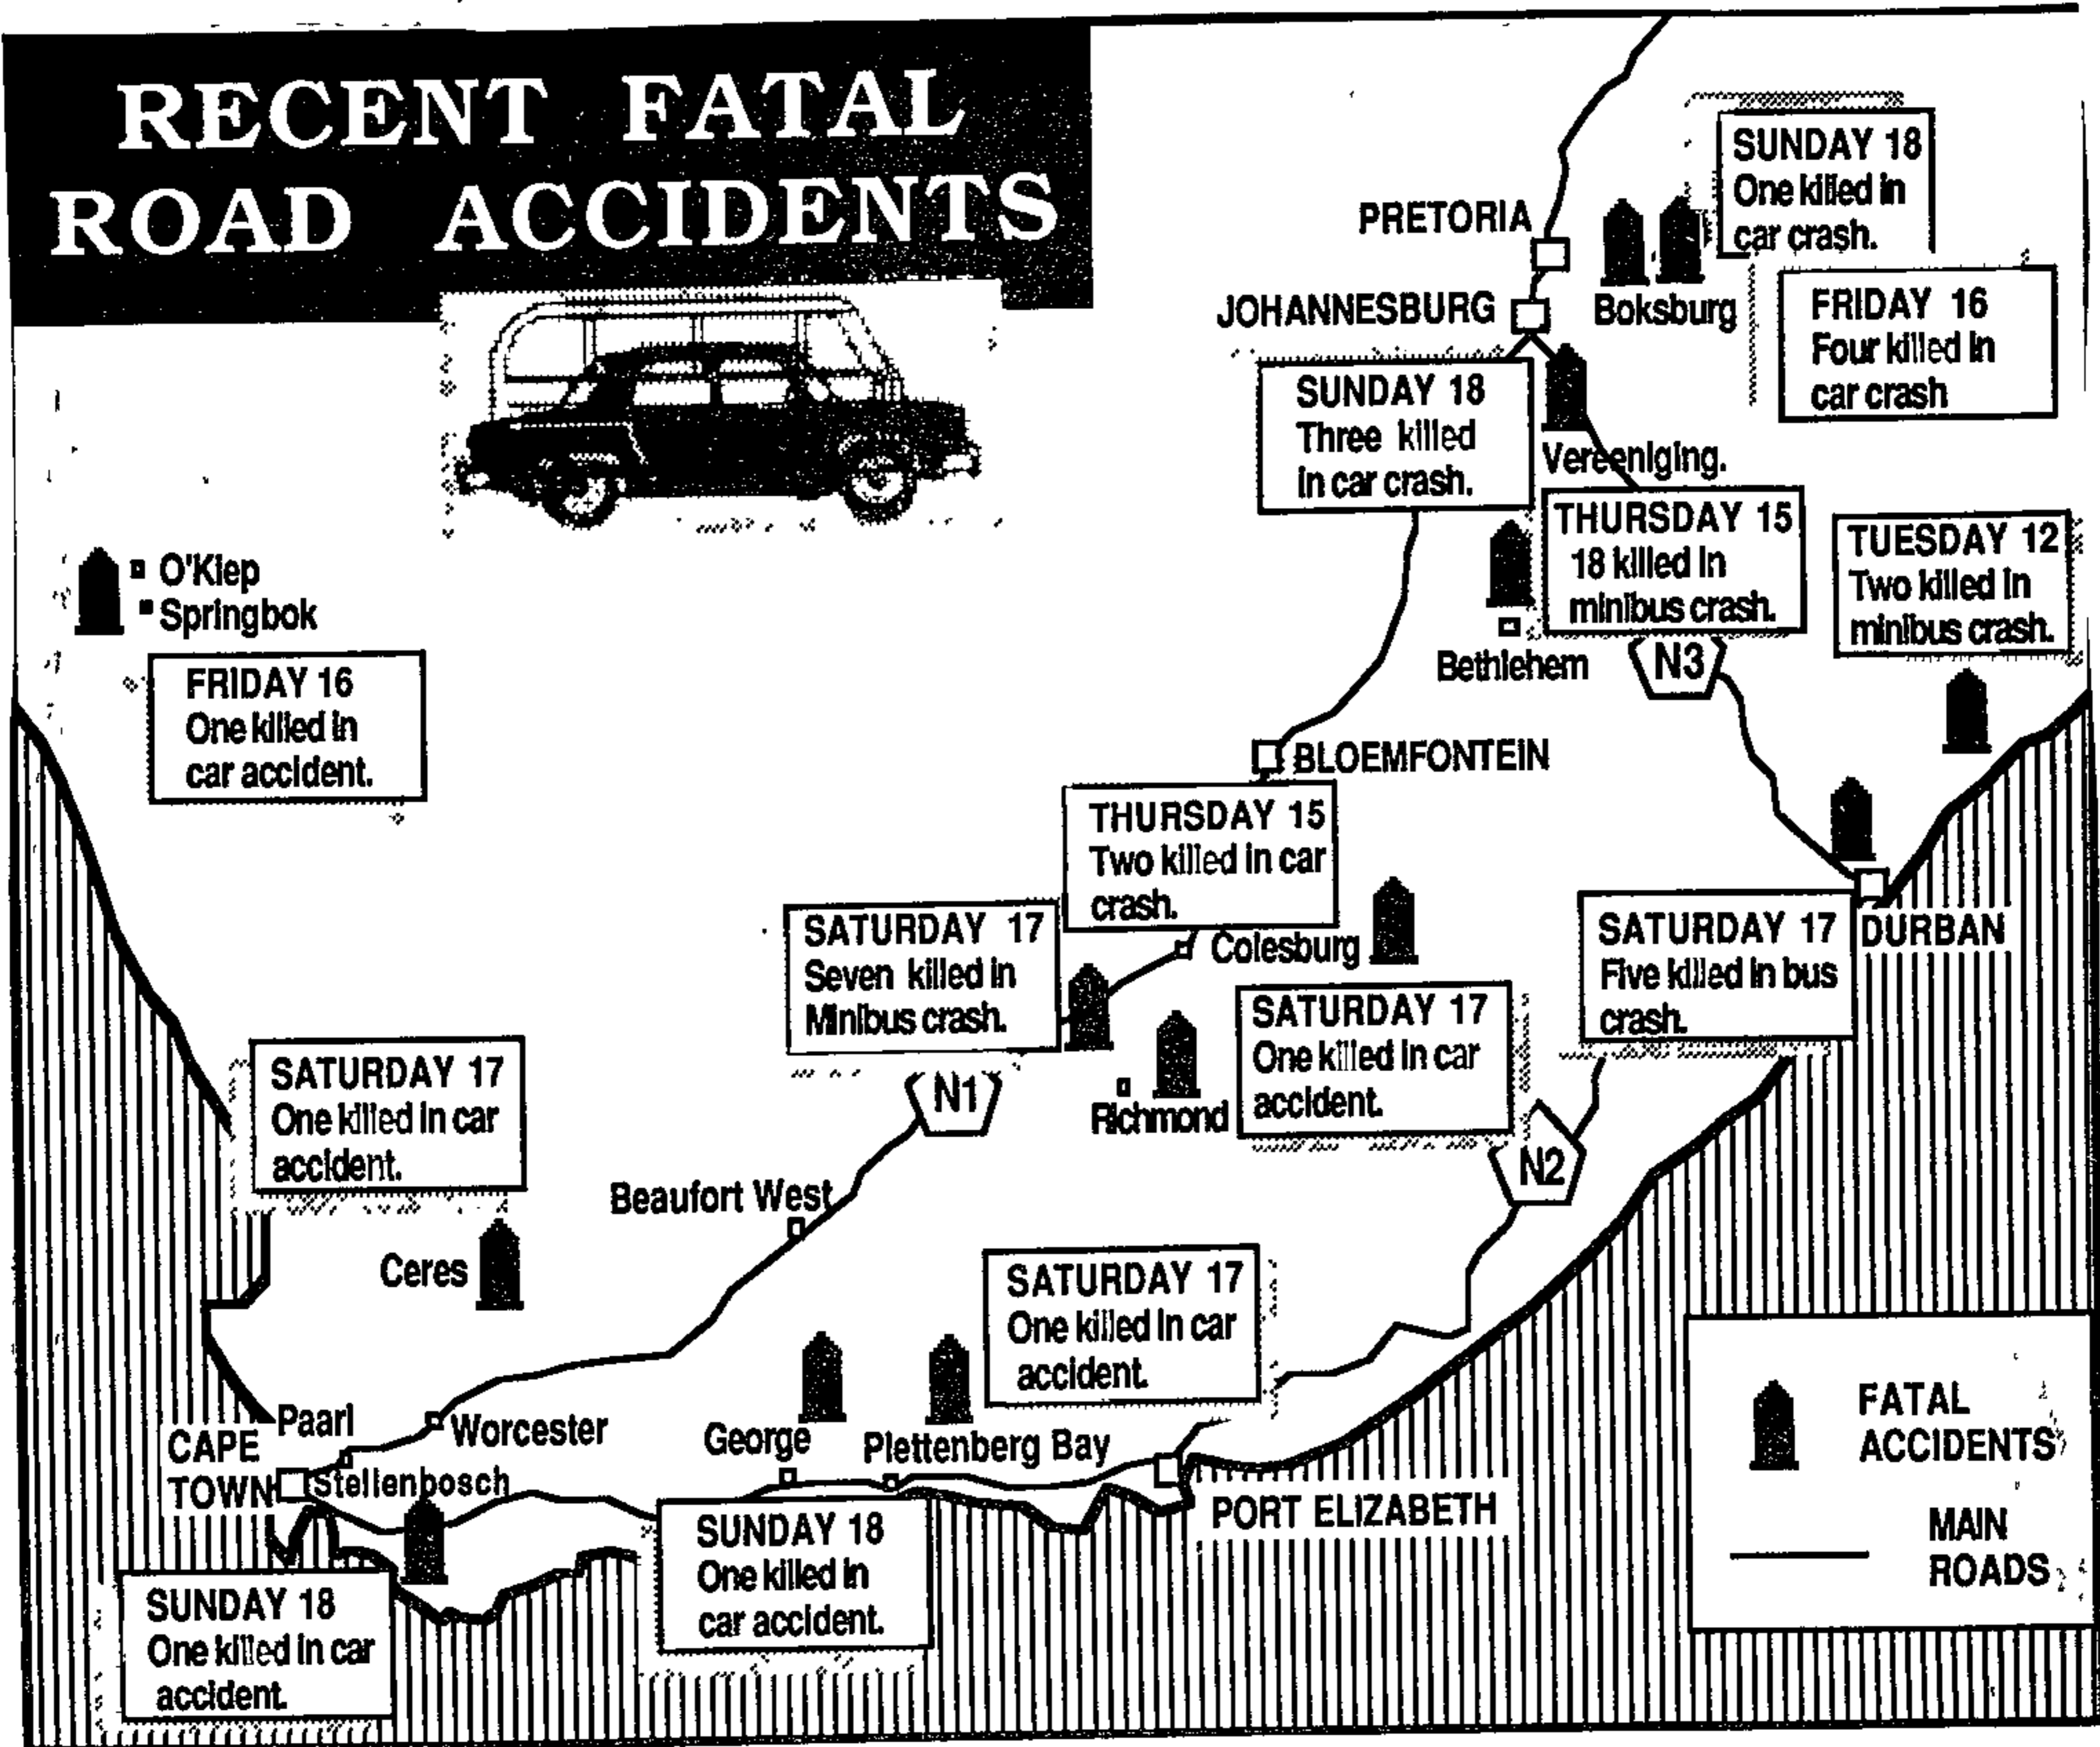 RECENT FATAL
ROAD ACCIDENTS
PRETORIA
JOHANNESBURG
Boksburg
SUNDAY 18
One killed in
car crash.
FRIDAY 16
Four killed in
car crash
SUNDAY 18
Three killed
in car crash.
Vereeniging.
THURSDAY 15
18 killed in
minibus crash.
TUESDAY 12
Two killed in
minibus crash.
O'Kiep
Springbok
FRIDAY 16
One killed in
car accident.
Bethlehem
N3
BLOEMFONTEIN
THURSDAY 15
Two killed in car
crash.
SATURDAY 17
Seven killed in
Minibus crash.
Colesburg
SATURDAY 17
Five killed in bus
crash.
DURBAN
SATURDAY 17
One killed in car
accident.
N1
Richmond
SATURDAY 17
One killed in car
accident.
N2
Beaufort West
Ceres
SATURDAY 17
One killed in car
accident.
Paarl
Worcester
George
Plettenberg Bay
CAPE
TOWN
Stellenbosch
PORT ELIZABETH
SUNDAY 18
One killed in
car accident.
SUNDAY 18
One killed in car
accident.
FATAL
ACCIDENTS
MAIN
ROADS